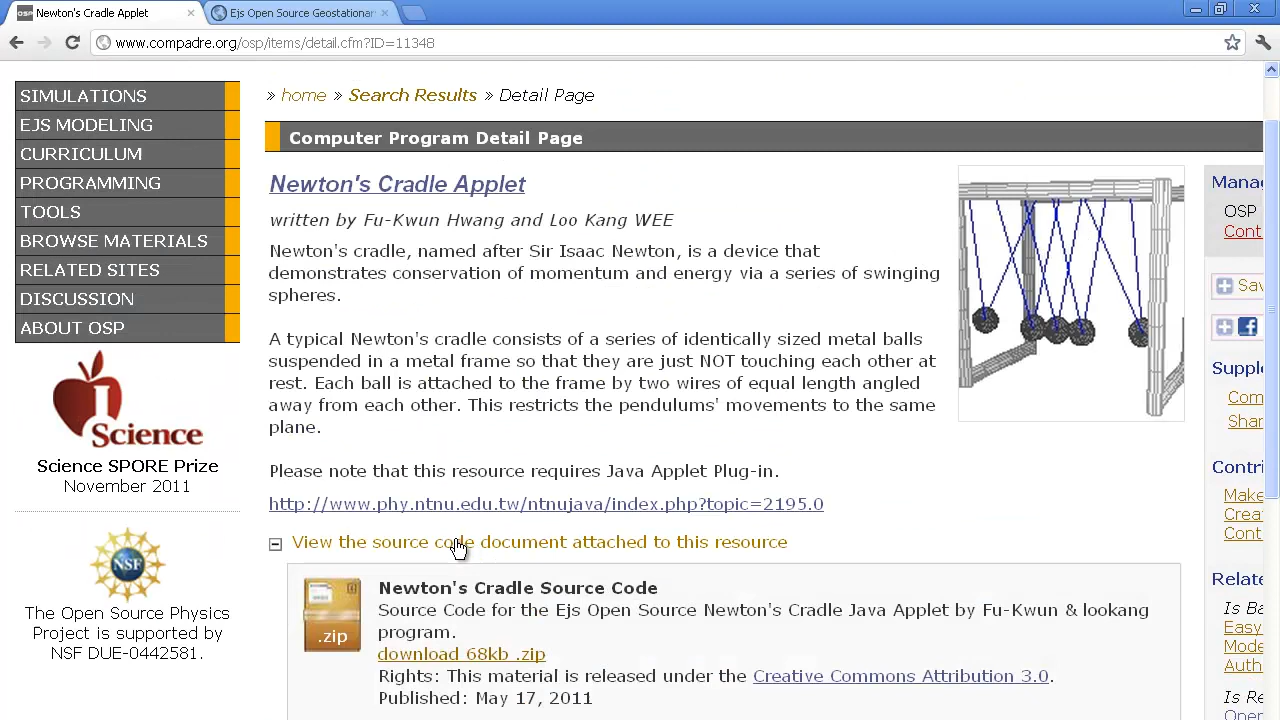 Newton's Cradle Applet
Ejs Open Source Geostationar
www.compadre.org/osp/items/detail.cfm?ID=11348
SIMULATIONS
EJS MODELING
CURRICULUM
PROGRAMMING
TOOLS
BROWSE MATERIALS
RELATED SITES
DISCUSSION
ABOUT OSP
Science
Science SPORE Prize
November 2011
NSF
The Open Source Physics
Project is supported by
NSF DUE-0442581.
» home » Search Results » Detail Page
Computer Program Detail Page
Newton's Cradle Applet
written by Fu-Kwun Hwang and Loo Kang WEE
Newton's cradle, named after Sir Isaac Newton, is a device that
demonstrates conservation of momentum and energy via a series of swinging
spheres.
A typical Newton's cradle consists of a series of identically sized metal balls
suspended in a metal frame so that they are just NOT touching each other at
rest. Each ball is attached to the frame by two wires of equal length angled
away from each other. This restricts the pendulums' movements to the same
plane.
Please note that this resource requires Java Applet Plug-in.
http://www.phy.ntnu.edu.tw/ntnujava/index.php?topic=2195.0
View the source code document attached to this resource
.zip
Newton's Cradle Source Code
Source Code for the Ejs Open Source Newton's Cradle Java Applet by Fu-Kwun & lookang
program.
download 68kb .zip
Rights: This material is released under the Creative Commons Attribution 3.0.
Published: May 17, 2011
Mana
OSP
Cont
Sav
Suppl
Com
Shar
Contri
Make
Crea
Cont
Relate
Is Ba
Easy
Mode
Auth
Is Re
Open